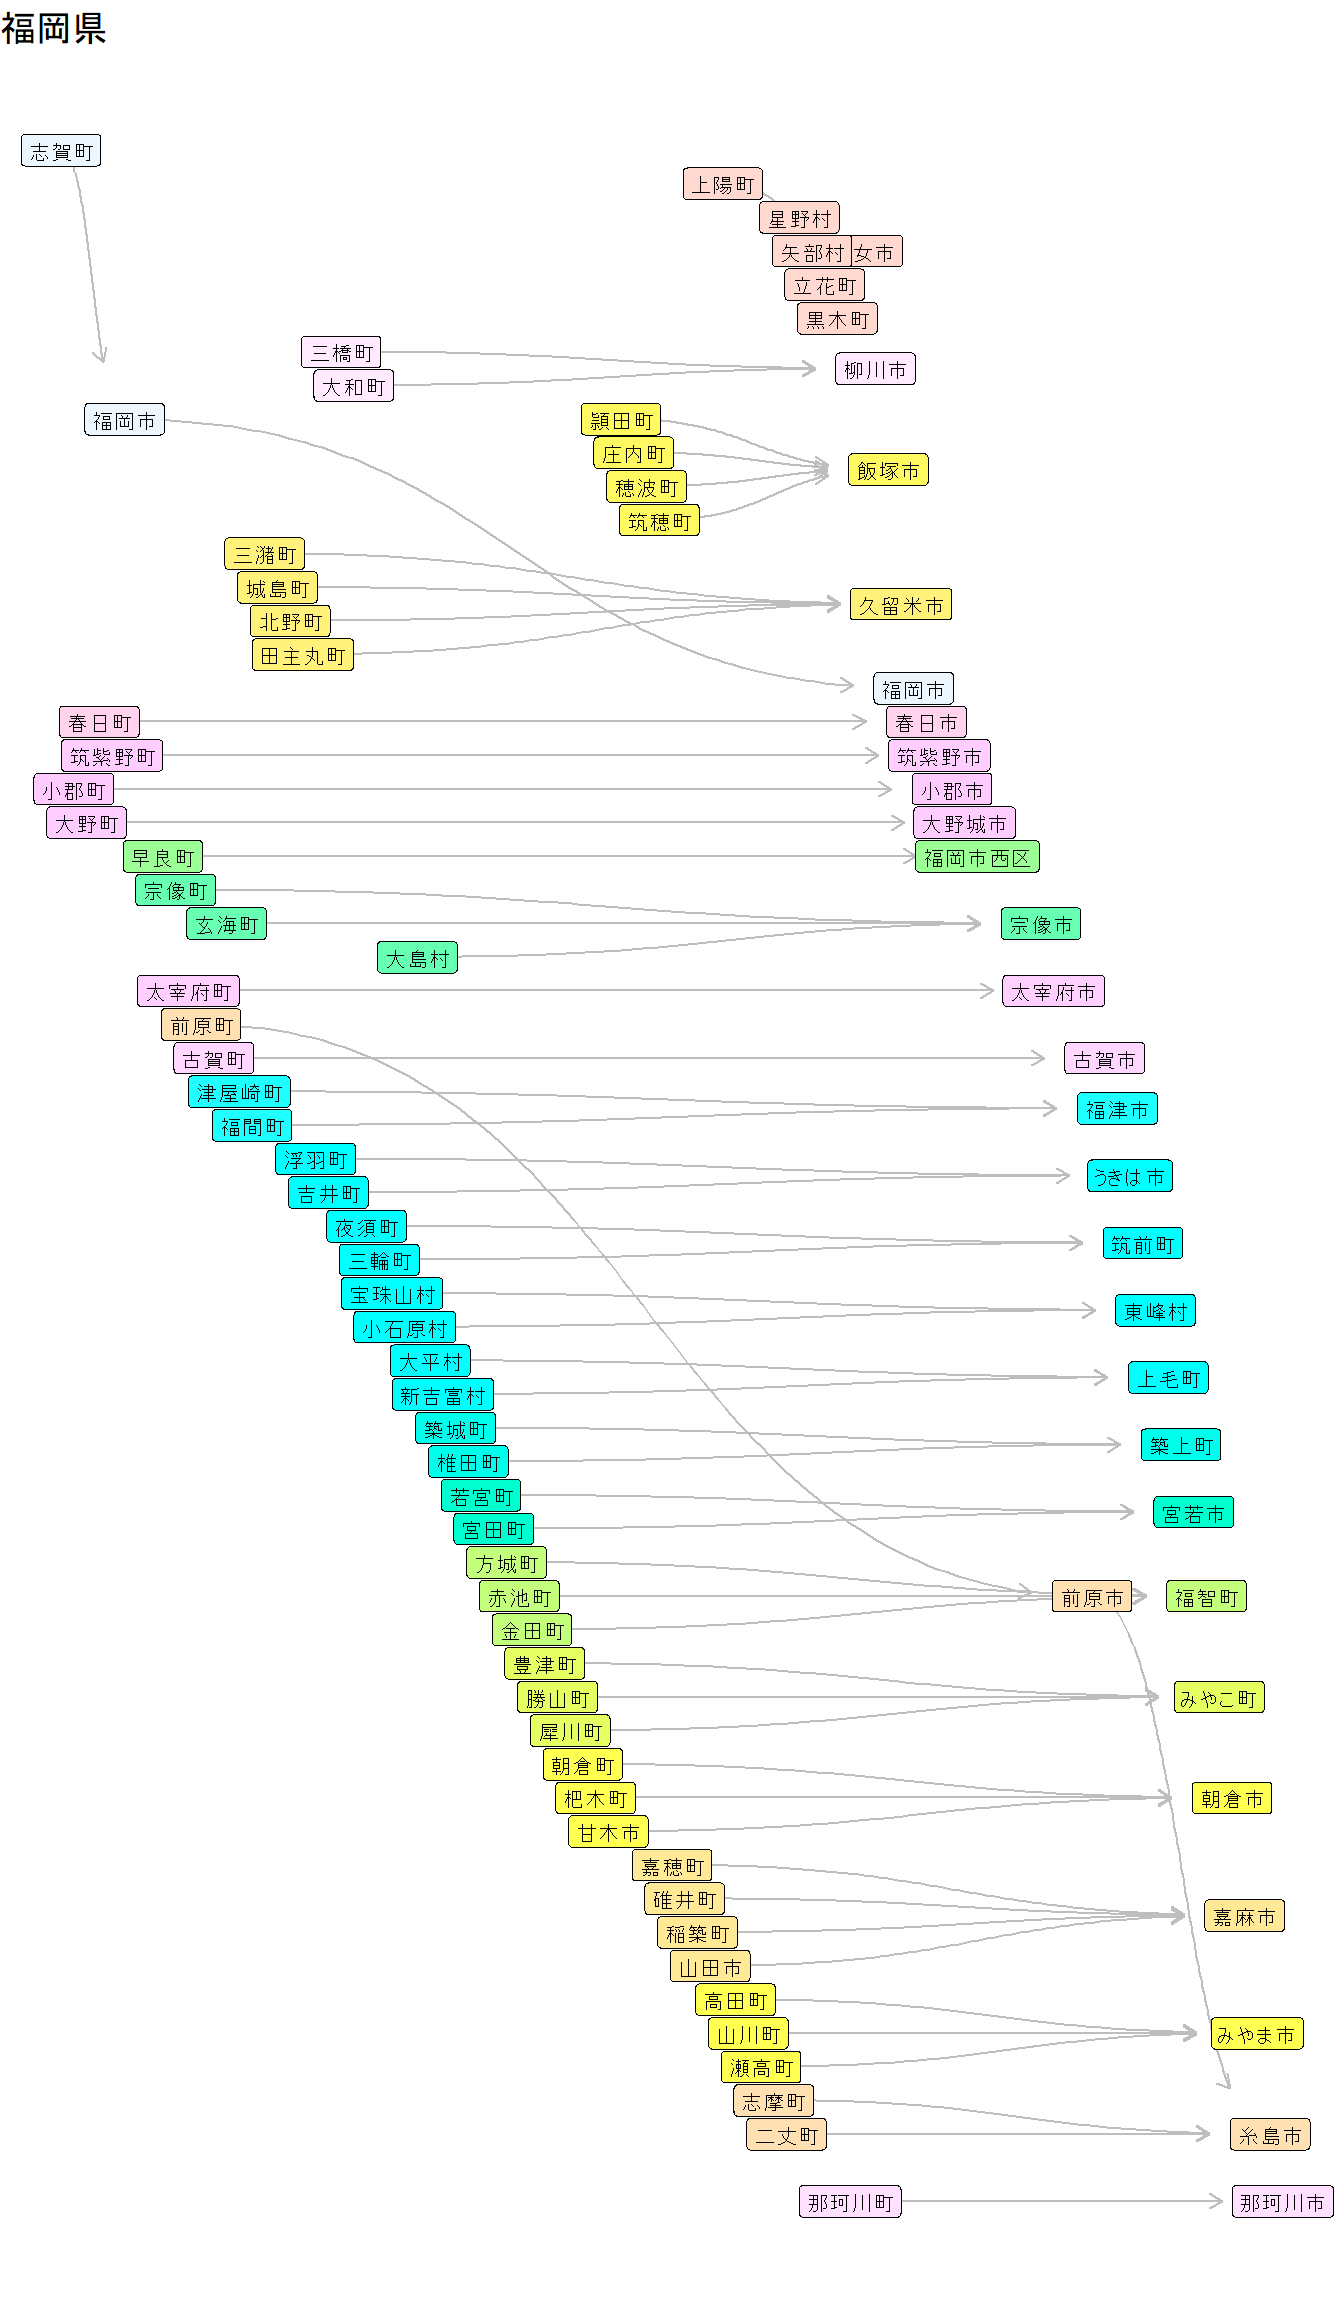 福岡県
志賀町
上陽町
星野村
矢部村
女市
立花町
黒木町
三橋町
柳川市
大和町
福岡市
頴田町
庄内町
飯塚市
穂波町
筑穂町
三潴町
城島町
久留米市
北野町
田主丸町
福岡市
春日町
春日市
筑紫野町
筑紫野市
小郡町
小郡市
大野町
大野城市
早良町
福岡市西区
宗像町
玄海町
宗像市
大島村
太宰府町
太宰府市
前原町
古賀町
古賀市
津屋崎町
福津市
福間町
浮羽町
うきは市
吉井町
夜須町
筑前町
三輪町
宝珠山村
東峰村
小石原村
大平村
上毛町
新吉富村
築城町
築上町
椎田町
若宮町
宮若市
宮田町
方城町
赤池町
前原市
福智町
金田町
豊津町
勝山町
みやこ町
犀川町
朝倉町
杷木町
朝倉市
甘木市
嘉穂町
碓井町
嘉麻市
稲築町
山田市
高田町
山川町
みやま市
瀬高町
志摩町
二丈町
糸島市
那珂川町
那珂川市